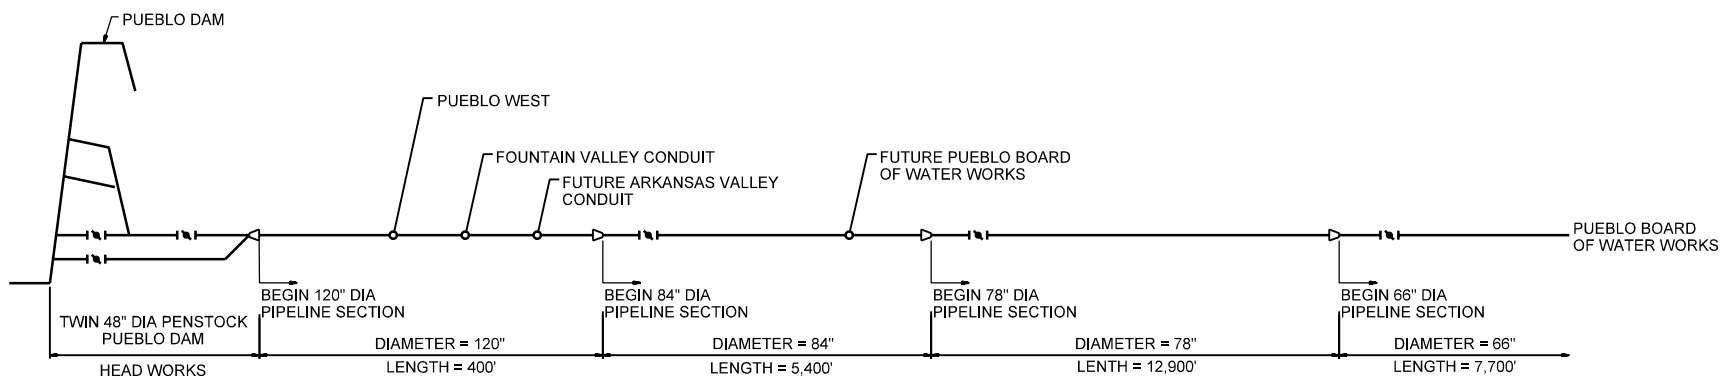 PUEBLO DAM
PUEBLO WEST
FOUNTAIN VALLEY CONDUIT
FUTURE ARKANSAS VALLEY
CONDUIT
FUTURE PUEBLO BOARD
OF WATER WORKS
PUEBLO BOARD
OF WATER WORKS
BEGIN 120" DIA
PIPELINE SECTION
BEGIN 84" DIA
PIPELINE SECTION
BEGIN 78" DIA
PIPELINE SECTION
BEGIN 66" DIA
PIPELINE SECTION
TWIN 48" DIA PENSTOCK
PUEBLO DAM
HEAD WORKS
DIAMETER = 120"
LENGTH = 400'
DIAMETER = 84"
LENGTH = 5,400'
DIAMETER = 78"
LENTH = 12,900'
DIAMETER = 66"
LENGTH = 7,700'